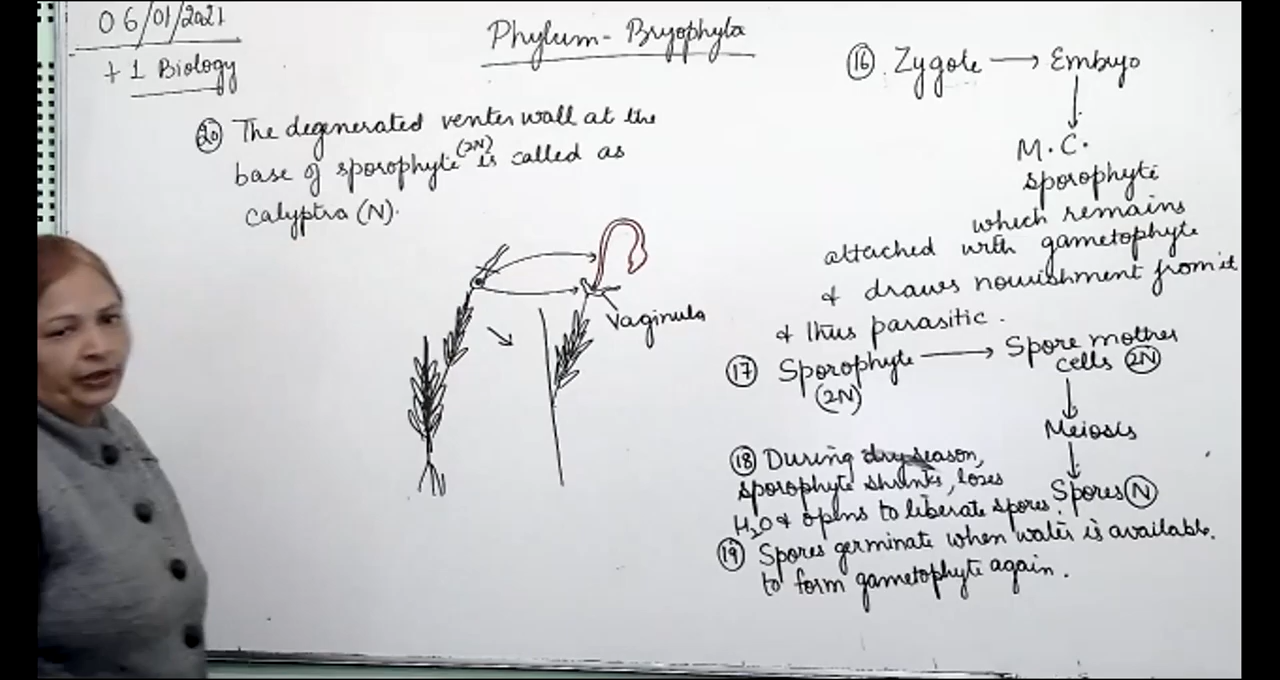 06/01/2021
+1 Biology
Phylum - Bryophyta
20 The degenerated venter wall at the
base of sporophyte (2N) is called as
calyptra (N).
Vaginula
16 Zygote → Embryo
↓
M.C.
sporophyte
which remains
attached with gametophyte
& draws nourishment from it
& thus parasitic.
17 Sporophyte → Spore mother
(2N)
cells 2N
↓
Meiosis
↓
Spores N
18 During dry season,
sporophyte shrinks, loses
H2O & opens to liberate spores.
19 Spores germinate when water is available.
to form gametophyte again.